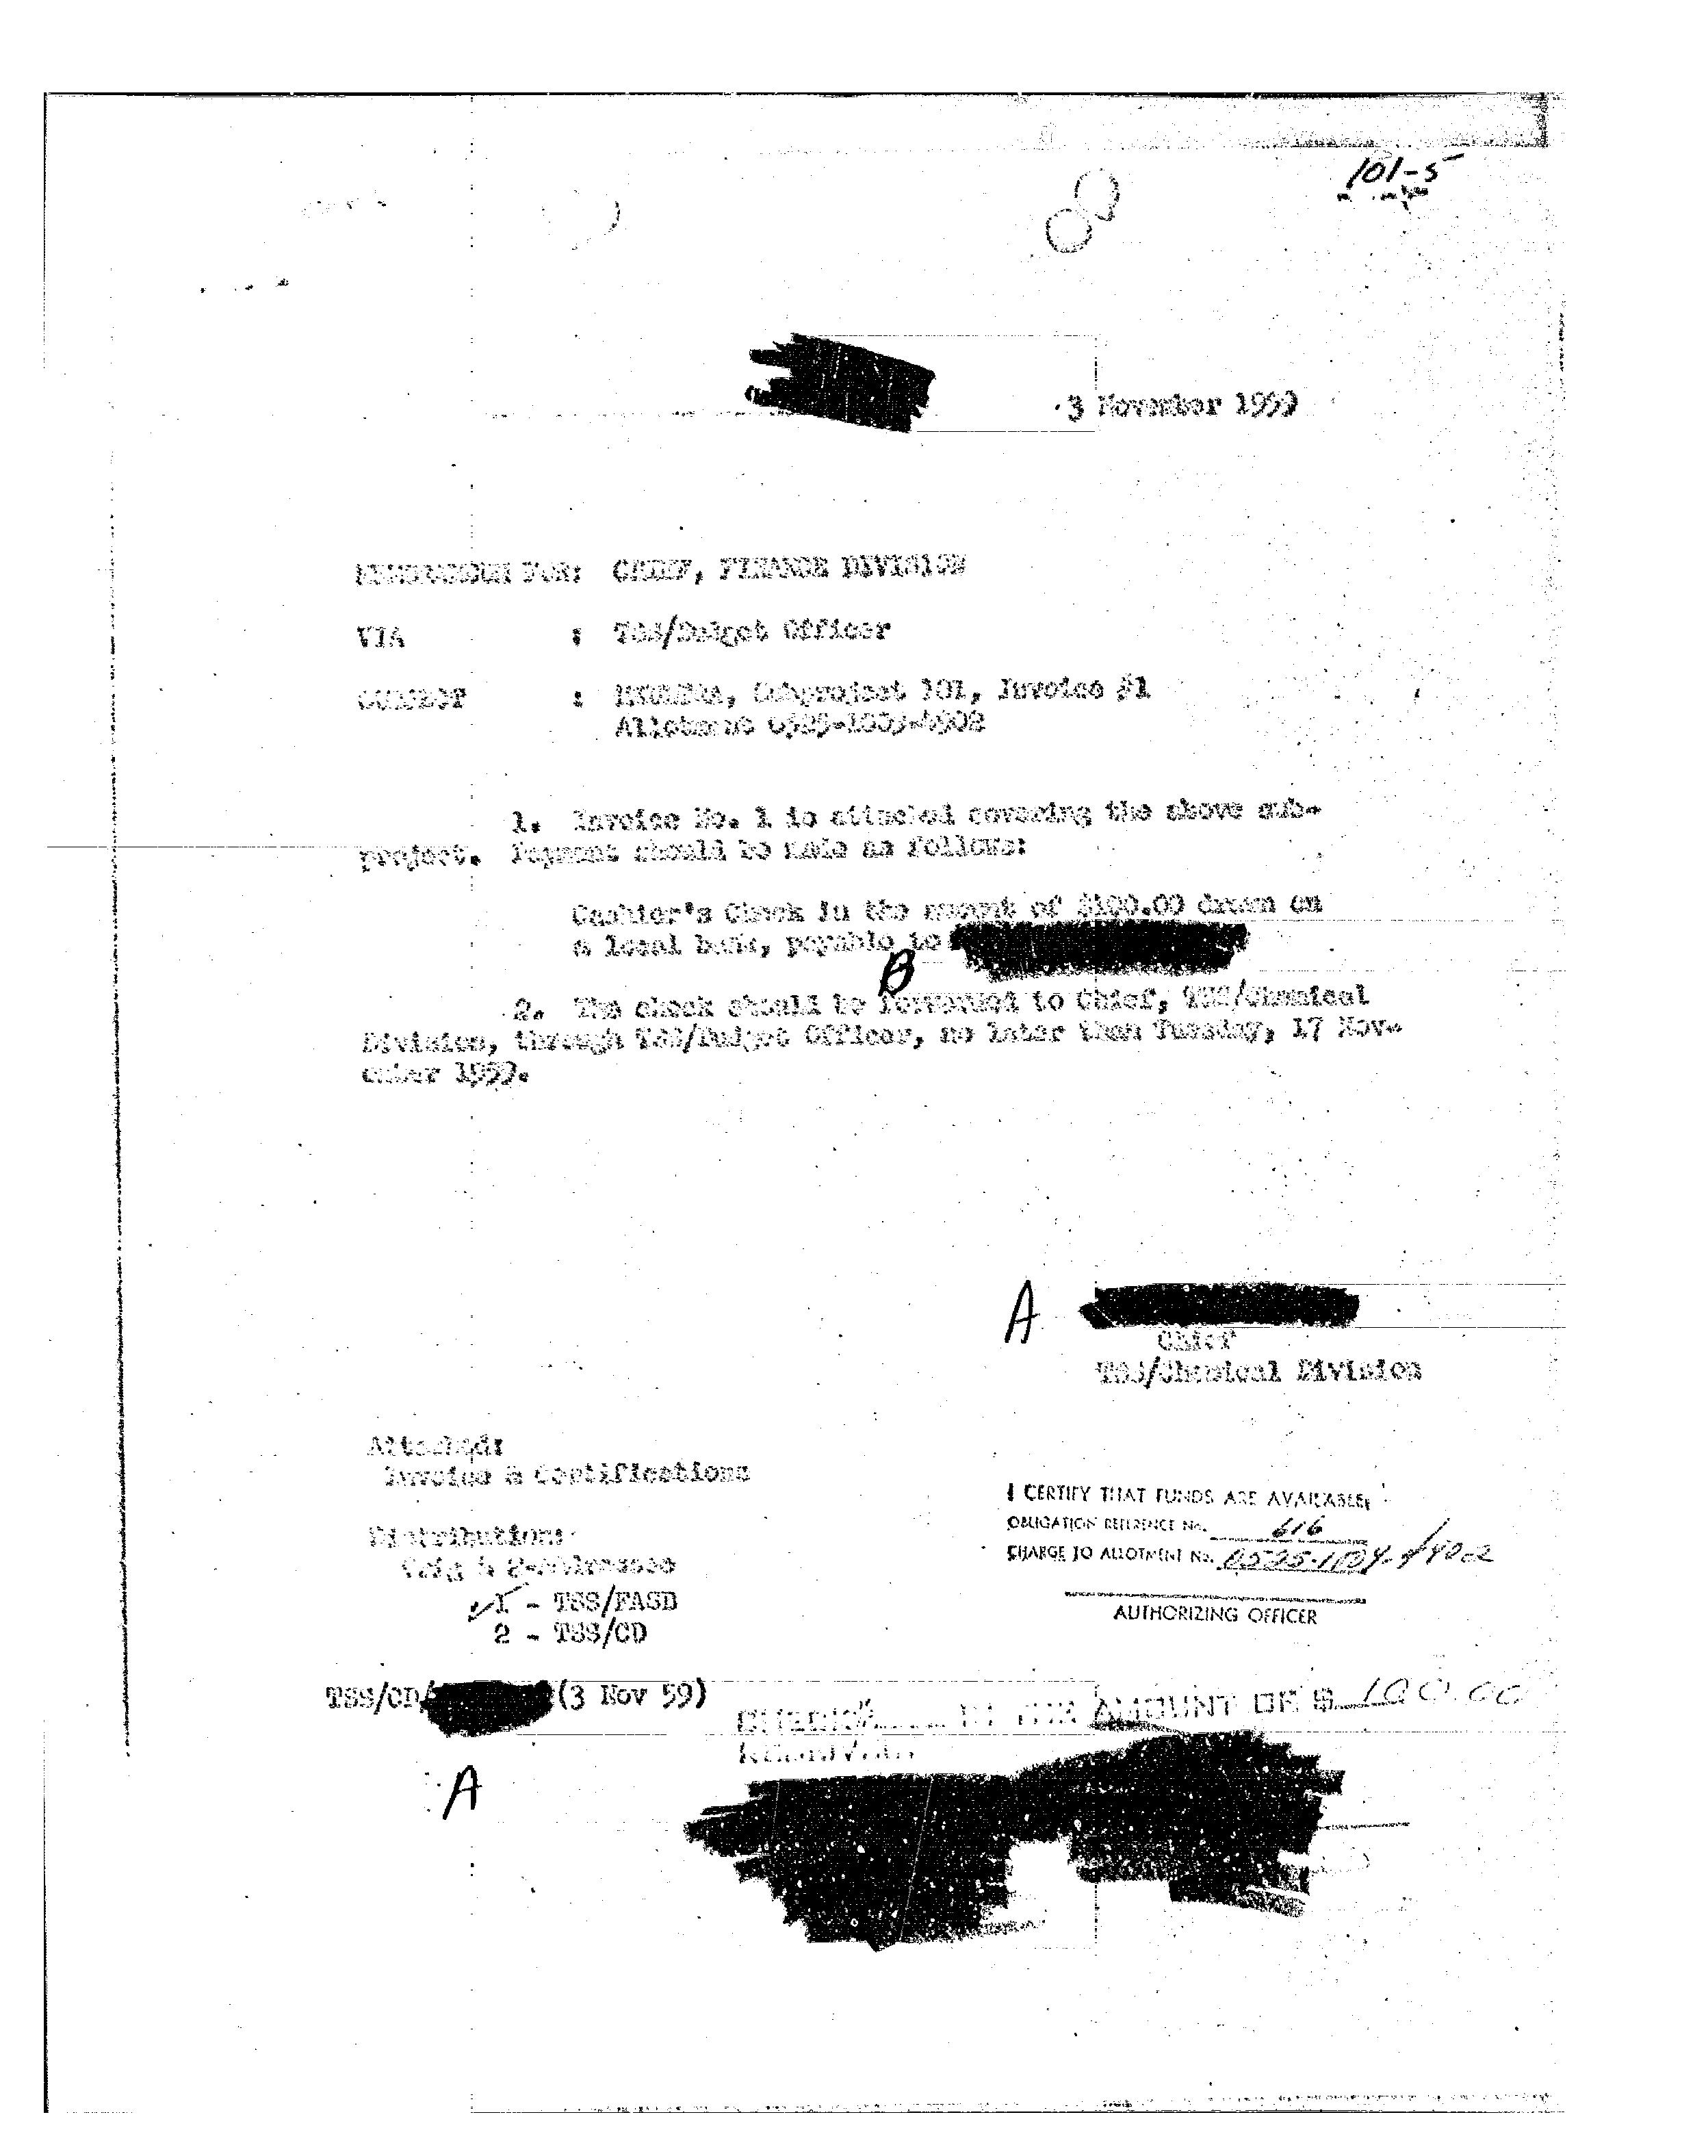 101-5
3 November 1959
MEMORANDUM FOR: CHIEF, FINANCE DIVISION
VIA : TSS/Budget Officer
SUBJECT : MKULTRA, Subproject 101, Invoice #1
Allotment
1. Invoice No. 1 is attached covering the above sub-
project. Payment should be made as follows:
Cashier's Check in the amount of $100.00 drawn on
a local bank, payable to
B
2. The check should be forwarded to Chief, TSS/Chemical
Division, through TSS/Budget Officer, no later than Tuesday, 17 Nov-
ember 1959.
A
Chief
TSS/Chemical Division
Attached:
Invoice & Certifications
I CERTIFY THAT FUNDS ARE AVAILABLE:
OBLIGATION REFERENCE No. 616
CHARGE TO ALLOTMENT No.
AUTHORIZING OFFICER
Distribution:
Orig & 2-Addressee
1 - TSS/FASD
2 - TSS/CD
TSS/CD/ (3 Nov 59)
IN THE AMOUNT OF $ 100.00
A